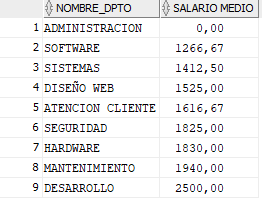 NOMBRE_DPTO SALARIO MEDIO
1 ADMINISTRACION 0,00
2 SOFTWARE 1266,67
3 SISTEMAS 1412,50
4 DISEÑO WEB 1525,00
5 ATENCION CLIENTE 1616,67
6 SEGURIDAD 1825,00
7 HARDWARE 1830,00
8 MANTENIMIENTO 1940,00
9 DESARROLLO 2500,00